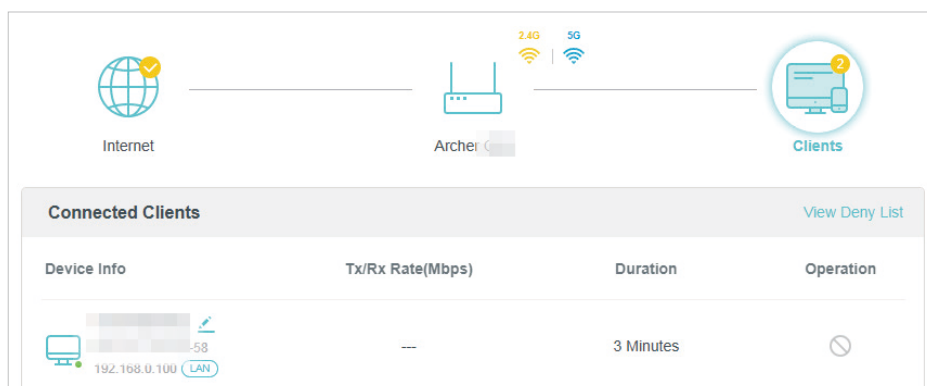 2.4G 5G
2
Internet
Archer
Clients
Connected Clients
View Deny List
Device Info
Tx/Rx Rate(Mbps)
Duration
Operation
-58
---
3 Minutes
192.168.0.100 LAN